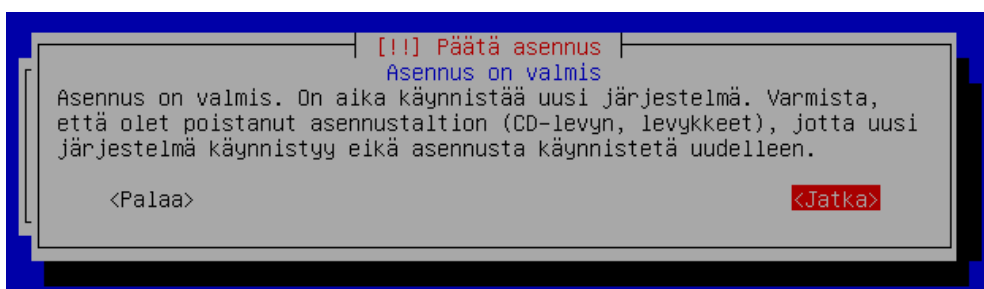 [!!] Päätä asennus
Asennus on valmis
Asennus on valmis. On aika käynnistää uusi järjestelmä. Varmista,
että olet poistanut asennustaltion (CD-levyn, levykkeet), jotta uusi
järjestelmä käynnistyy eikä asennusta käynnistetä uudelleen.
<Palaa> <Jatka>